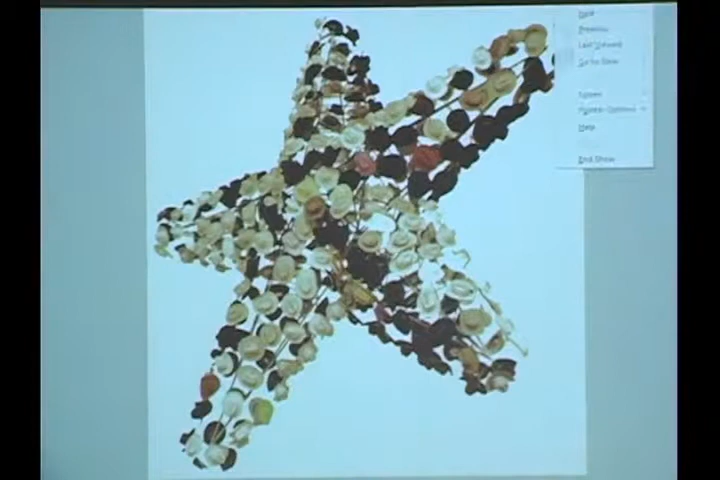 Next
Previous
Last Viewed
Go to Slide
Screen
Pointer Options
Help
End Show